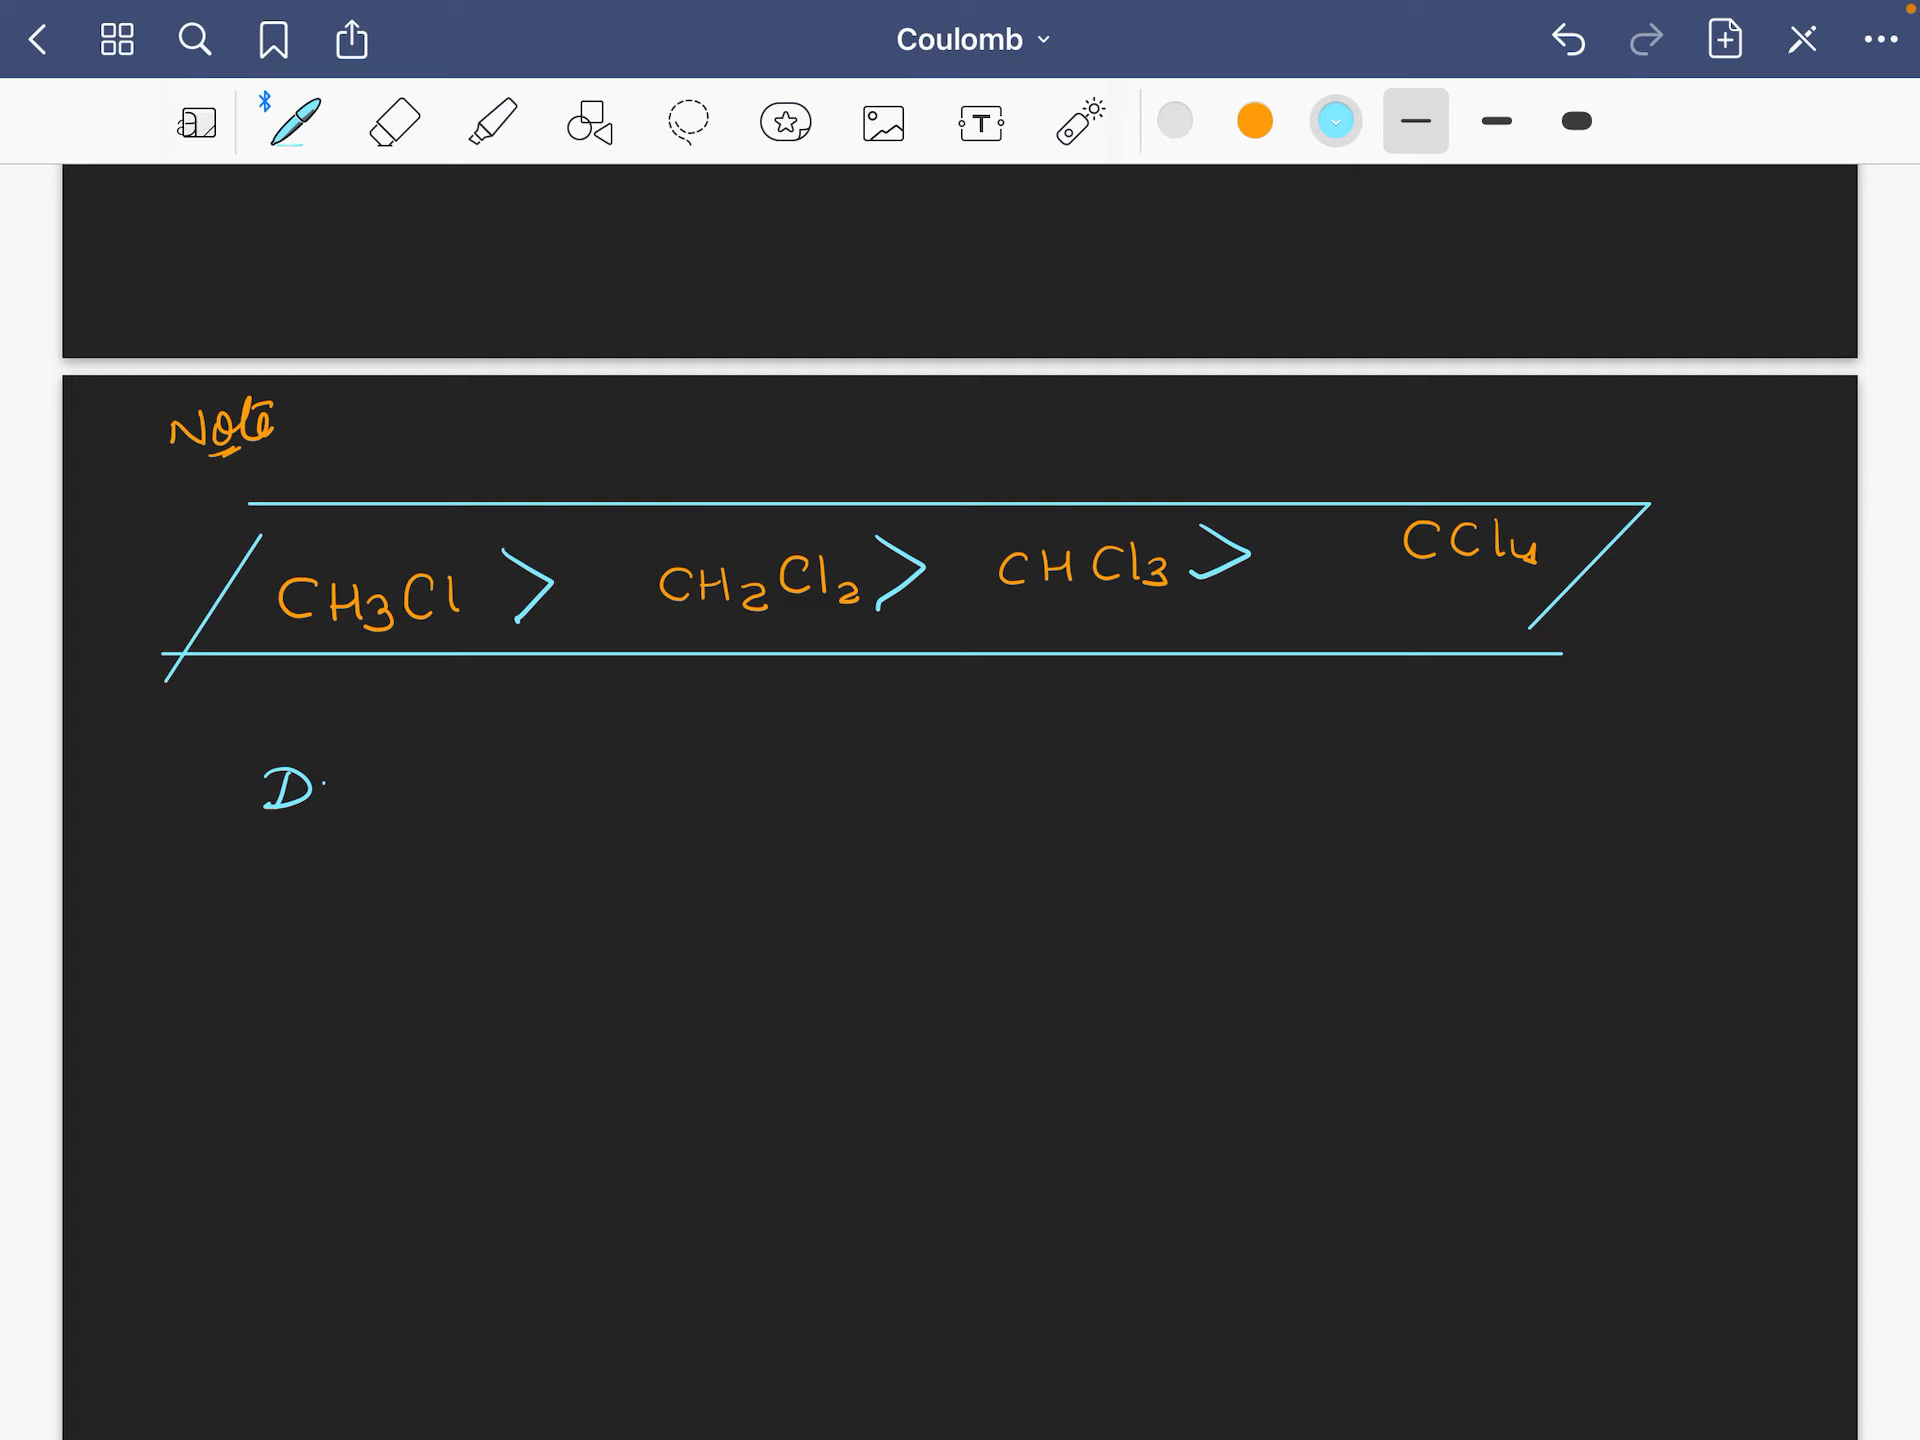 Coulomb
Note
CH₃Cl > CH₂Cl₂ > CHCl₃ > CCl₄
D